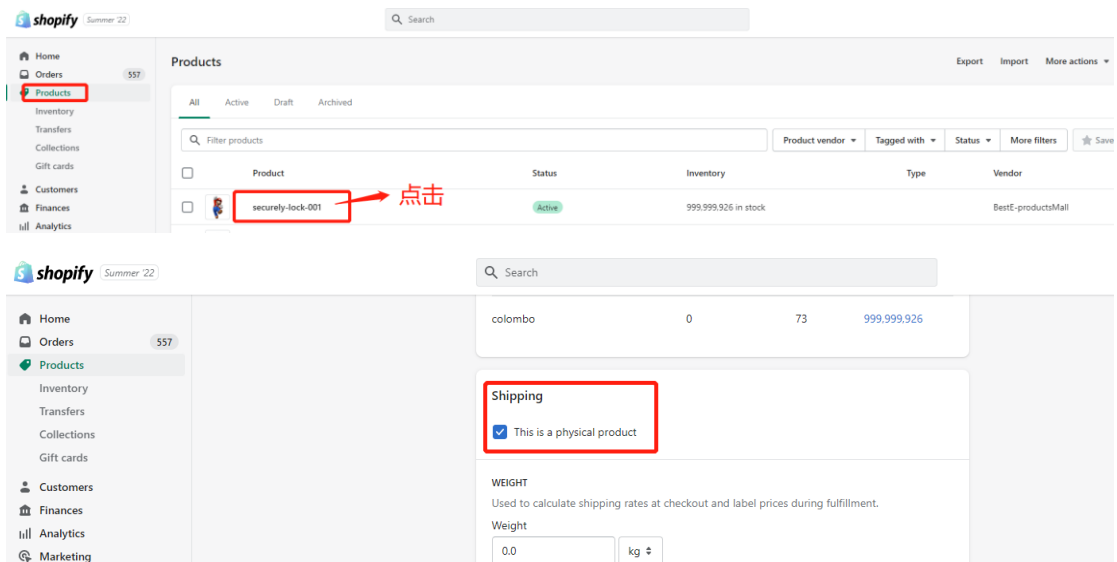 shopify Summer '22 Search
Home
Orders 557
Products
Inventory
Transfers
Collections
Gift cards
Customers
Finances
Analytics
Products Export Import More actions
All Active Draft Archived
Filter products Product vendor Tagged with Status More filters Save
Product Status Inventory Type Vendor
securely-lock-001 点击 Active 999,999,926 in stock BestE-productsMall
shopify Summer '22 Search
Home
Orders 557
Products
Inventory
Transfers
Collections
Gift cards
Customers
Finances
Analytics
Marketing
colombo 0 73 999,999,926
Shipping
This is a physical product
WEIGHT
Used to calculate shipping rates at checkout and label prices during fulfillment.
Weight
0.0 kg